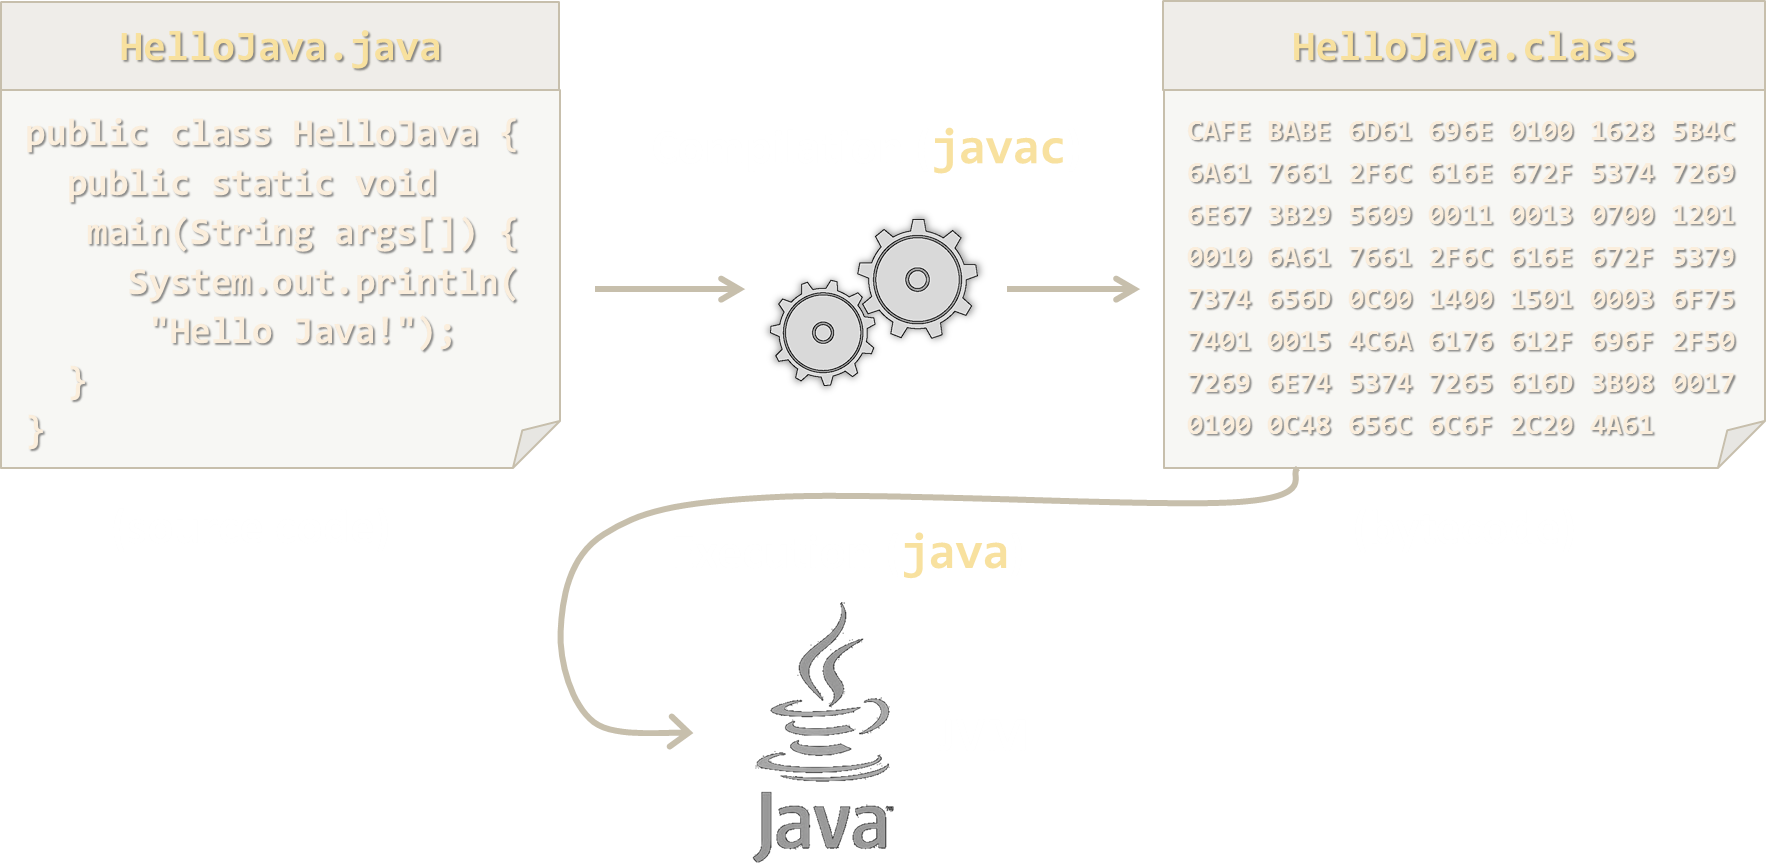 HelloJava.java
public class HelloJava {
public static void
main(String args[]) {
System.out.println(
"Hello Java!");
}
}
javac
HelloJava.class
CAFE BABE 6D61 696E 0100 1628 5B4C
6A61 7661 2F6C 616E 672F 5374 7269
6E67 3B29 5609 0011 0013 0700 1201
0010 6A61 7661 2F6C 616E 672F 5379
7374 656D 0C00 1400 1501 0003 6F75
7401 0015 4C6A 6176 612F 696F 2F50
7269 6E74 5374 7265 616D 3B08 0017
0100 0C48 656C 6C6F 2C20 4A61
java
Java™